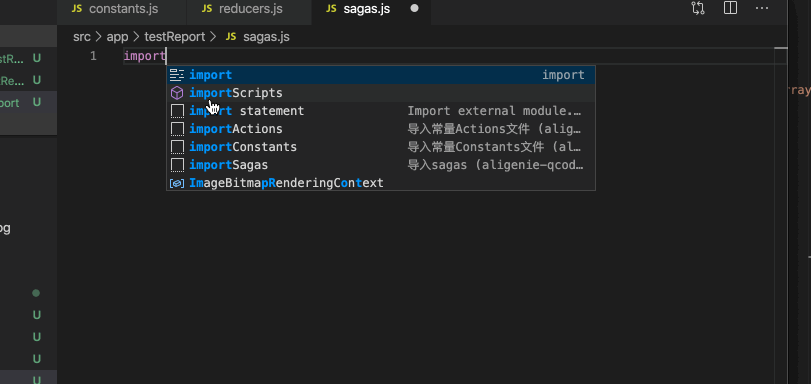 JS constants.js JS reducers.js JS sagas.js
src > app > testReport > JS sagas.js
1 import
import import
importScripts
import statement Import external module.…
importActions 导入常量Actions文件 (alig…
importConstants 导入常量Constants文件 (al…
importSagas 导入sagas (aligenie-qcod…
ImageBitmapRenderingContext
stR... U
tRe... U
port U
og
U
U
U
U
rray